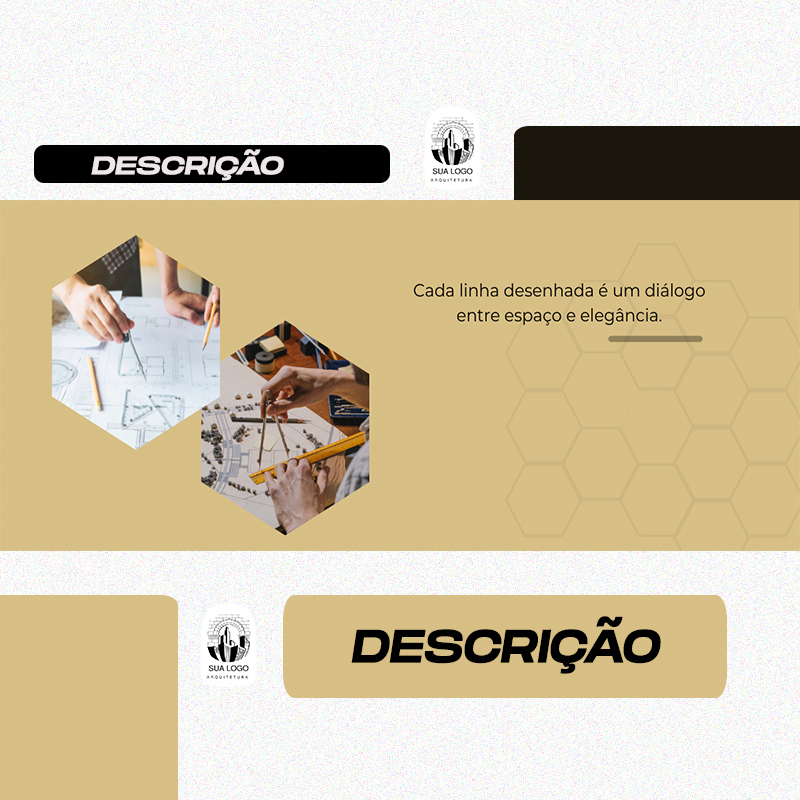 DESCRIÇÃO
SUA LOGO
ARQUITETURA
Cada linha desenhada é um diálogo
entre espaço e elegância.
SUA LOGO
ARQUITETURA
DESCRIÇÃO